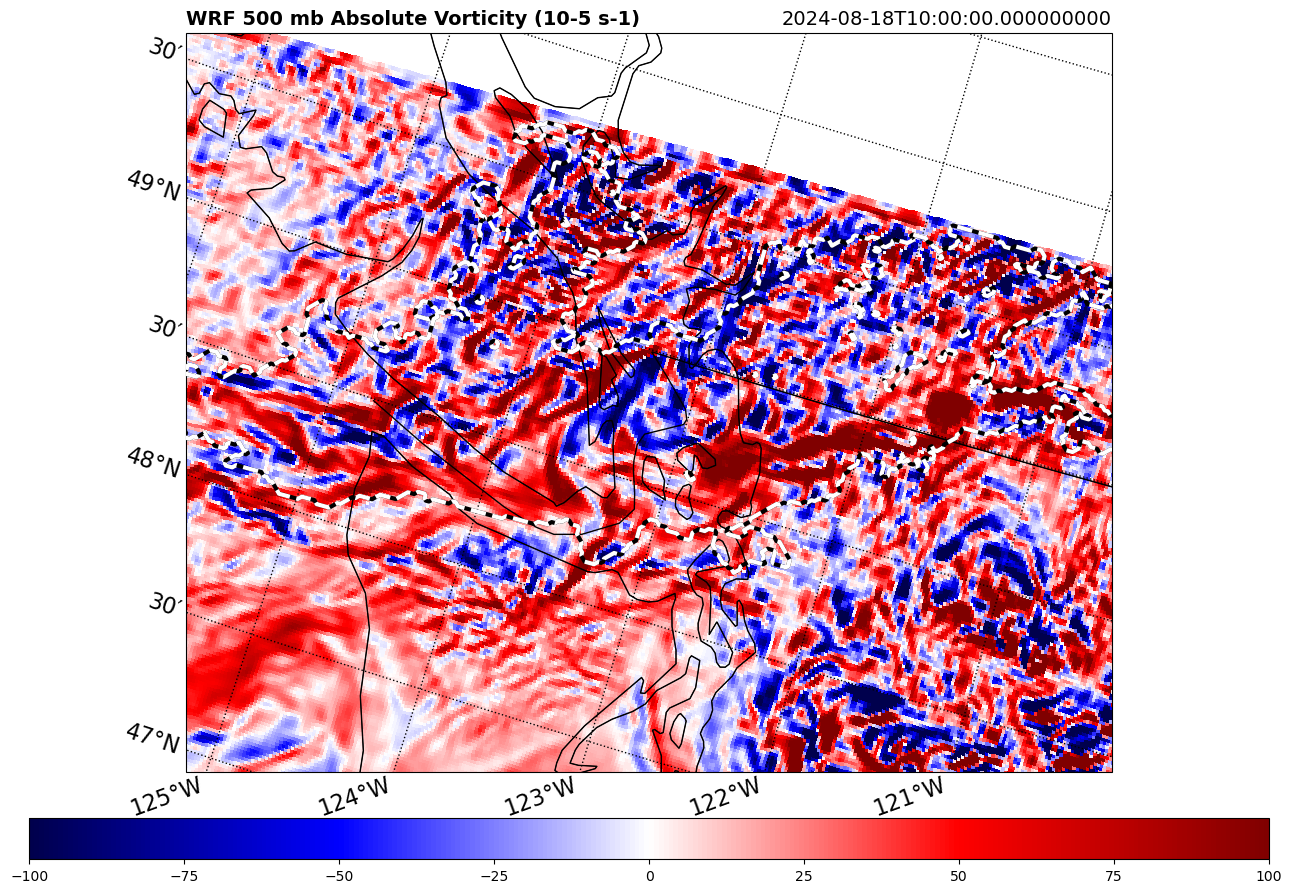 WRF 500 mb Absolute Vorticity (10-5 s-1) 2024-08-18T10:00:00.000000000
30′
49°N
30′
48°N
30′
47°N
125°W 124°W 123°W 122°W 121°W
−100 −75 −50 −25 0 25 50 75 100